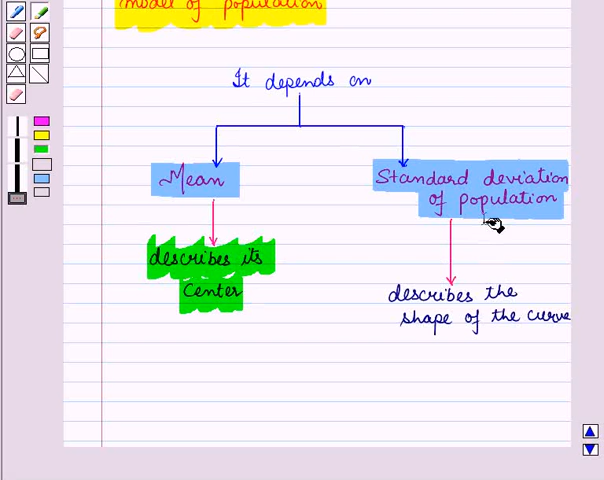 model of population
It depends on
Mean
Standard deviation
of population
describes its
Center
describes the
shape of the curve